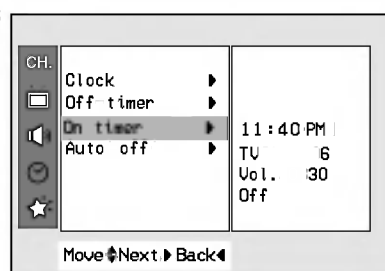 CH.
Clock ▶
Off timer ▶
On timer ▶
Auto off ▶
11:40 PM
TV 6
Vol. 30
Off
Move Next Back